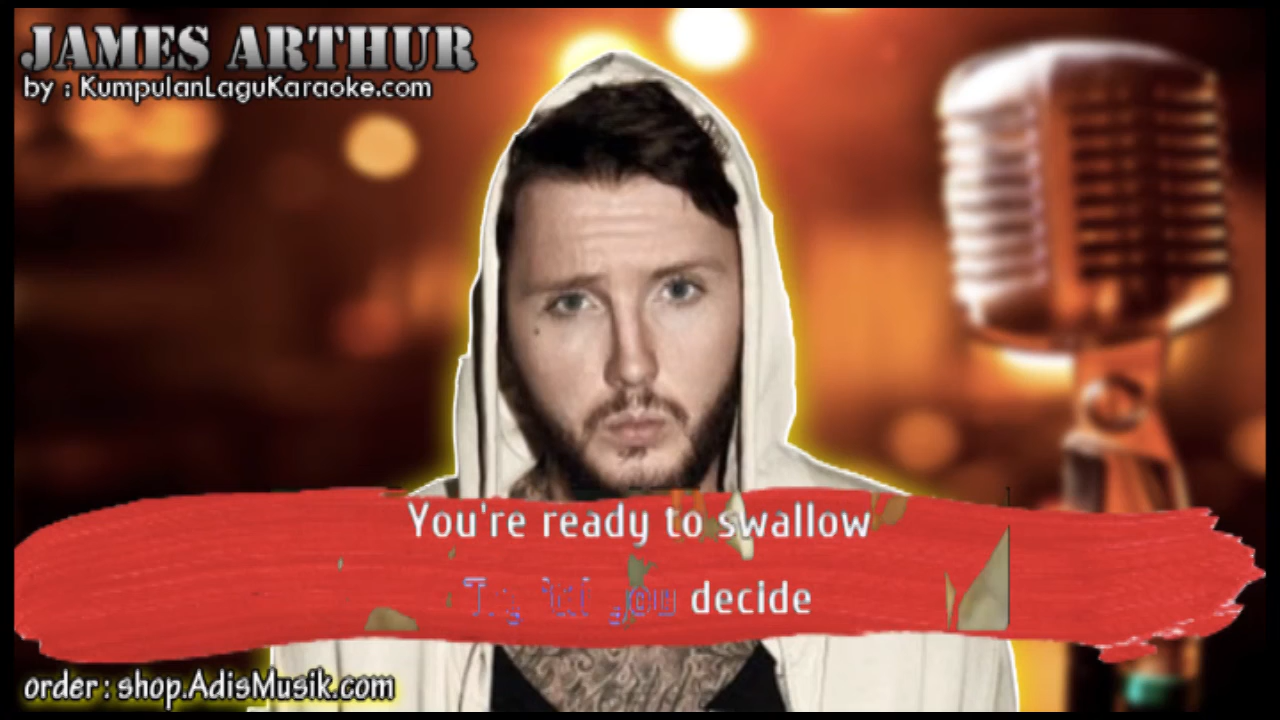 JAMES ARTHUR
by : KumpulanLaguKaraoke.com
You're ready to swallow
decide
order : shop.AdisMusik.com